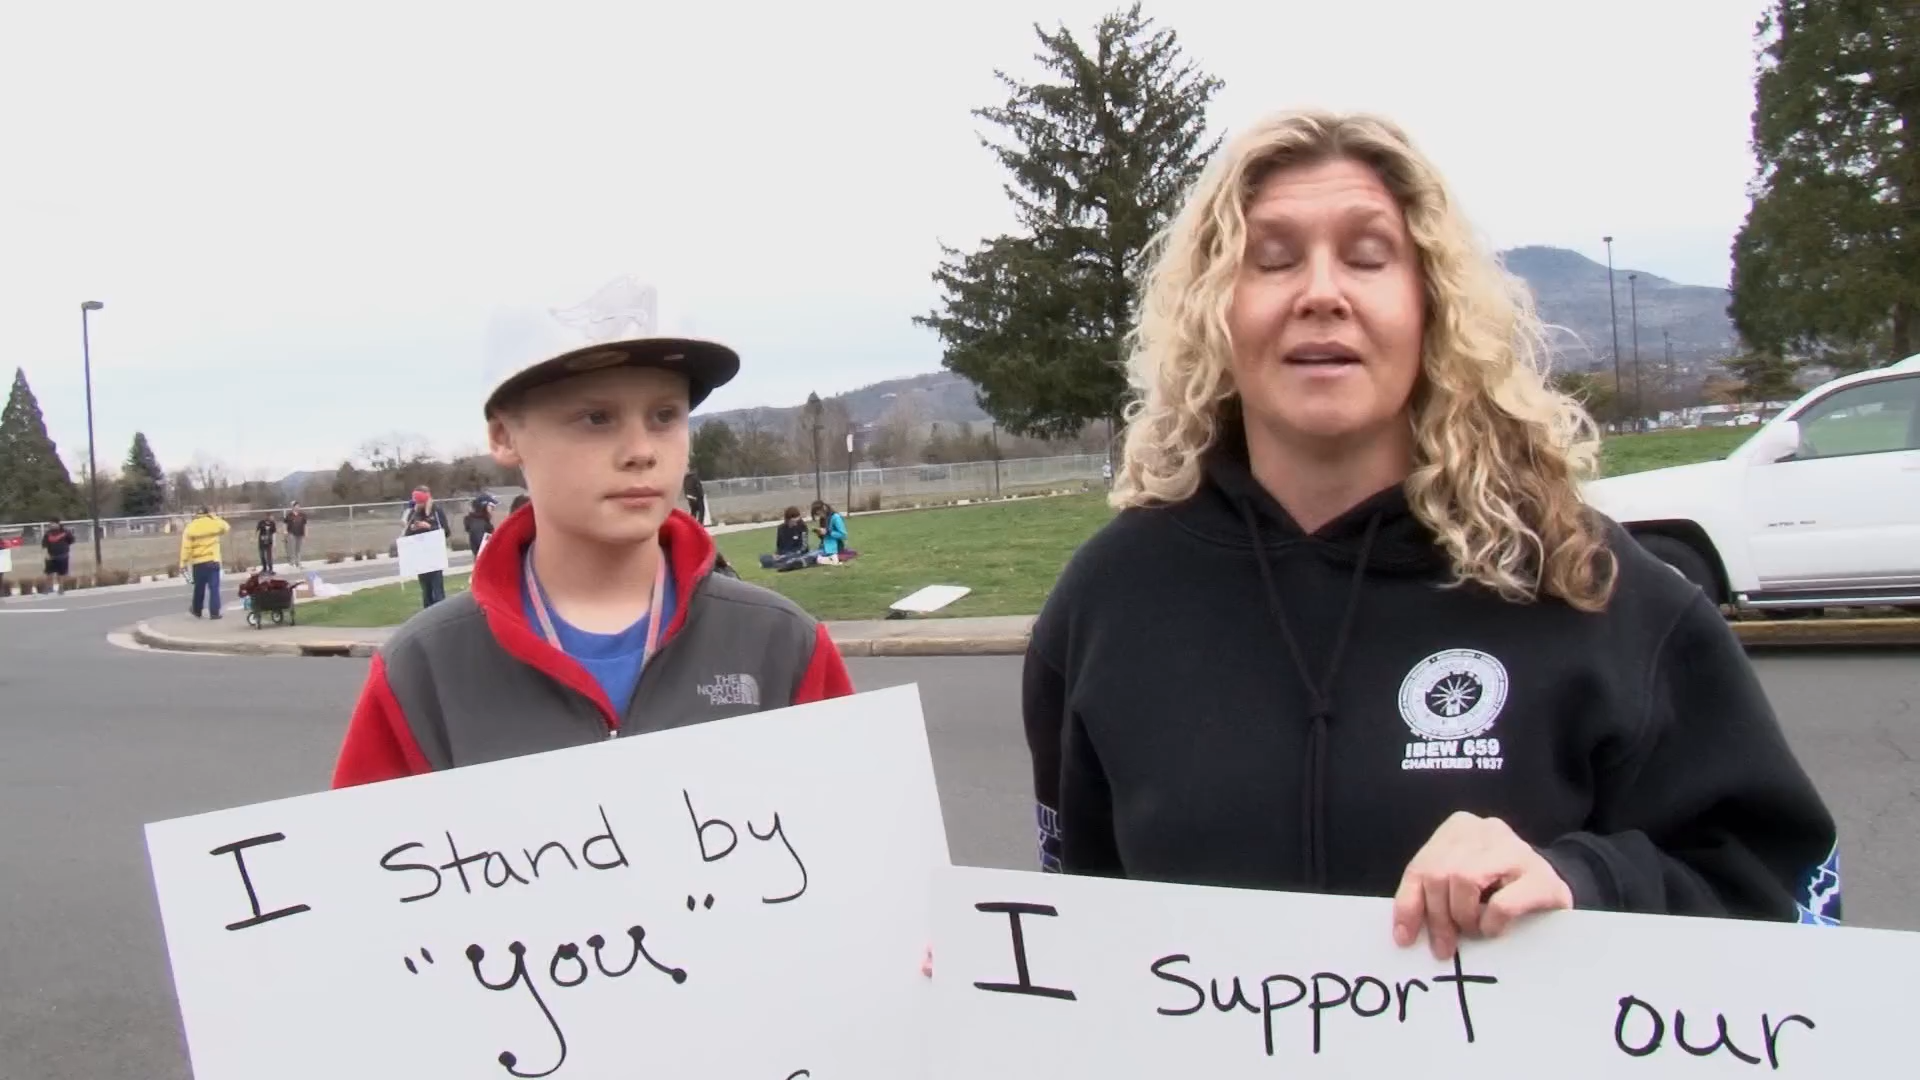 THE
NORTH
FACE
IBEW 659
CHARTERED 1937
I stand by
"you"
I support our